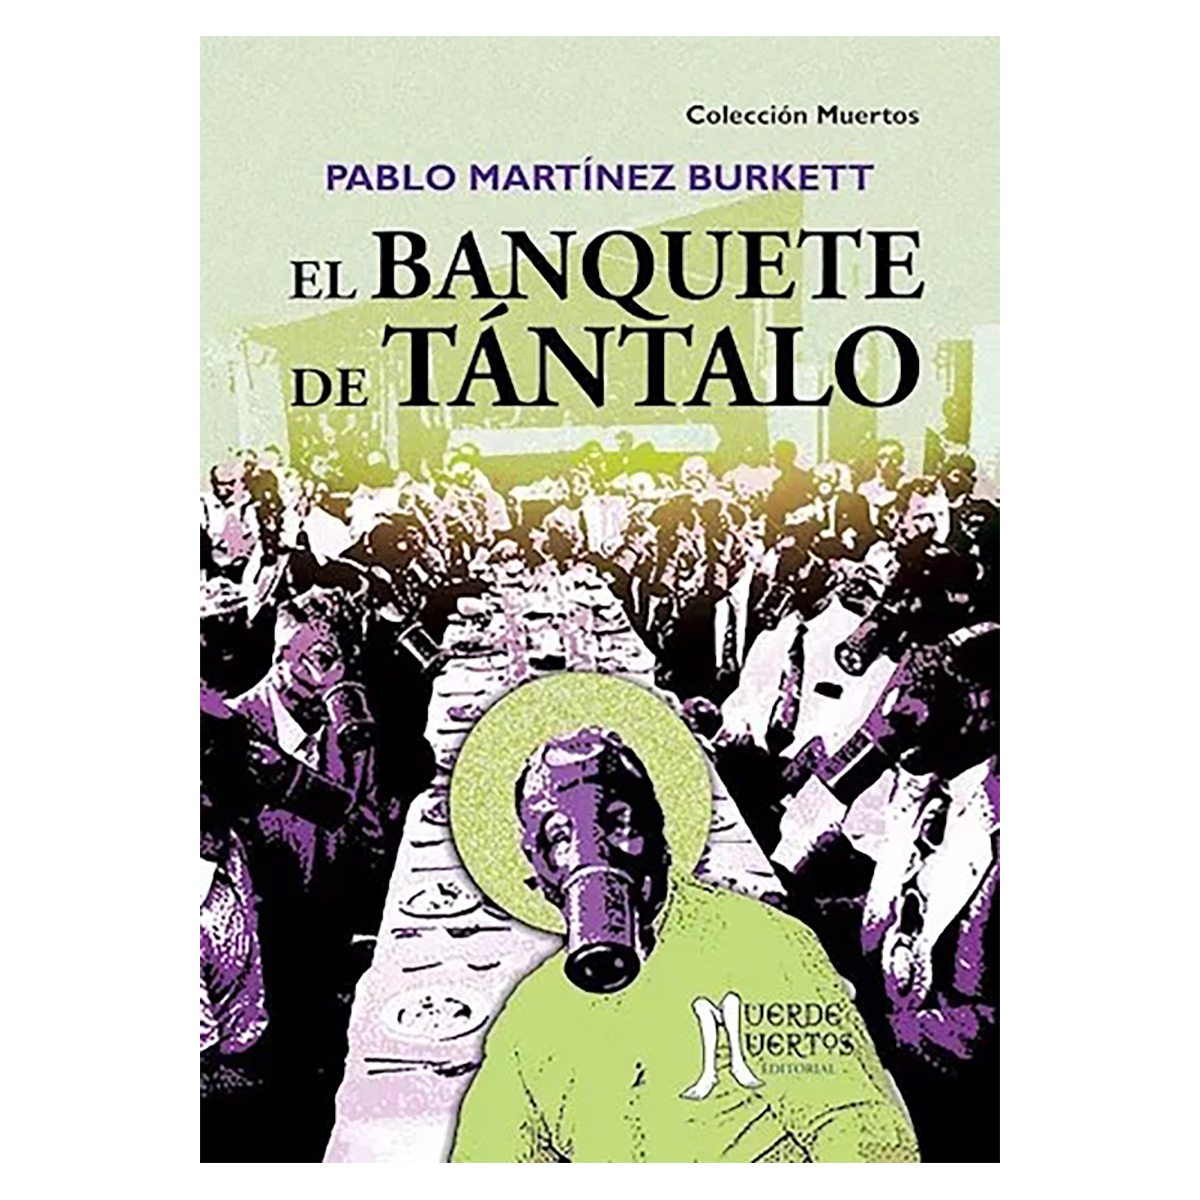 Colección Muertos
PABLO MARTÍNEZ BURKETT
EL BANQUETE
DE TÁNTALO
MUERDE
MUERTOS
EDITORIAL